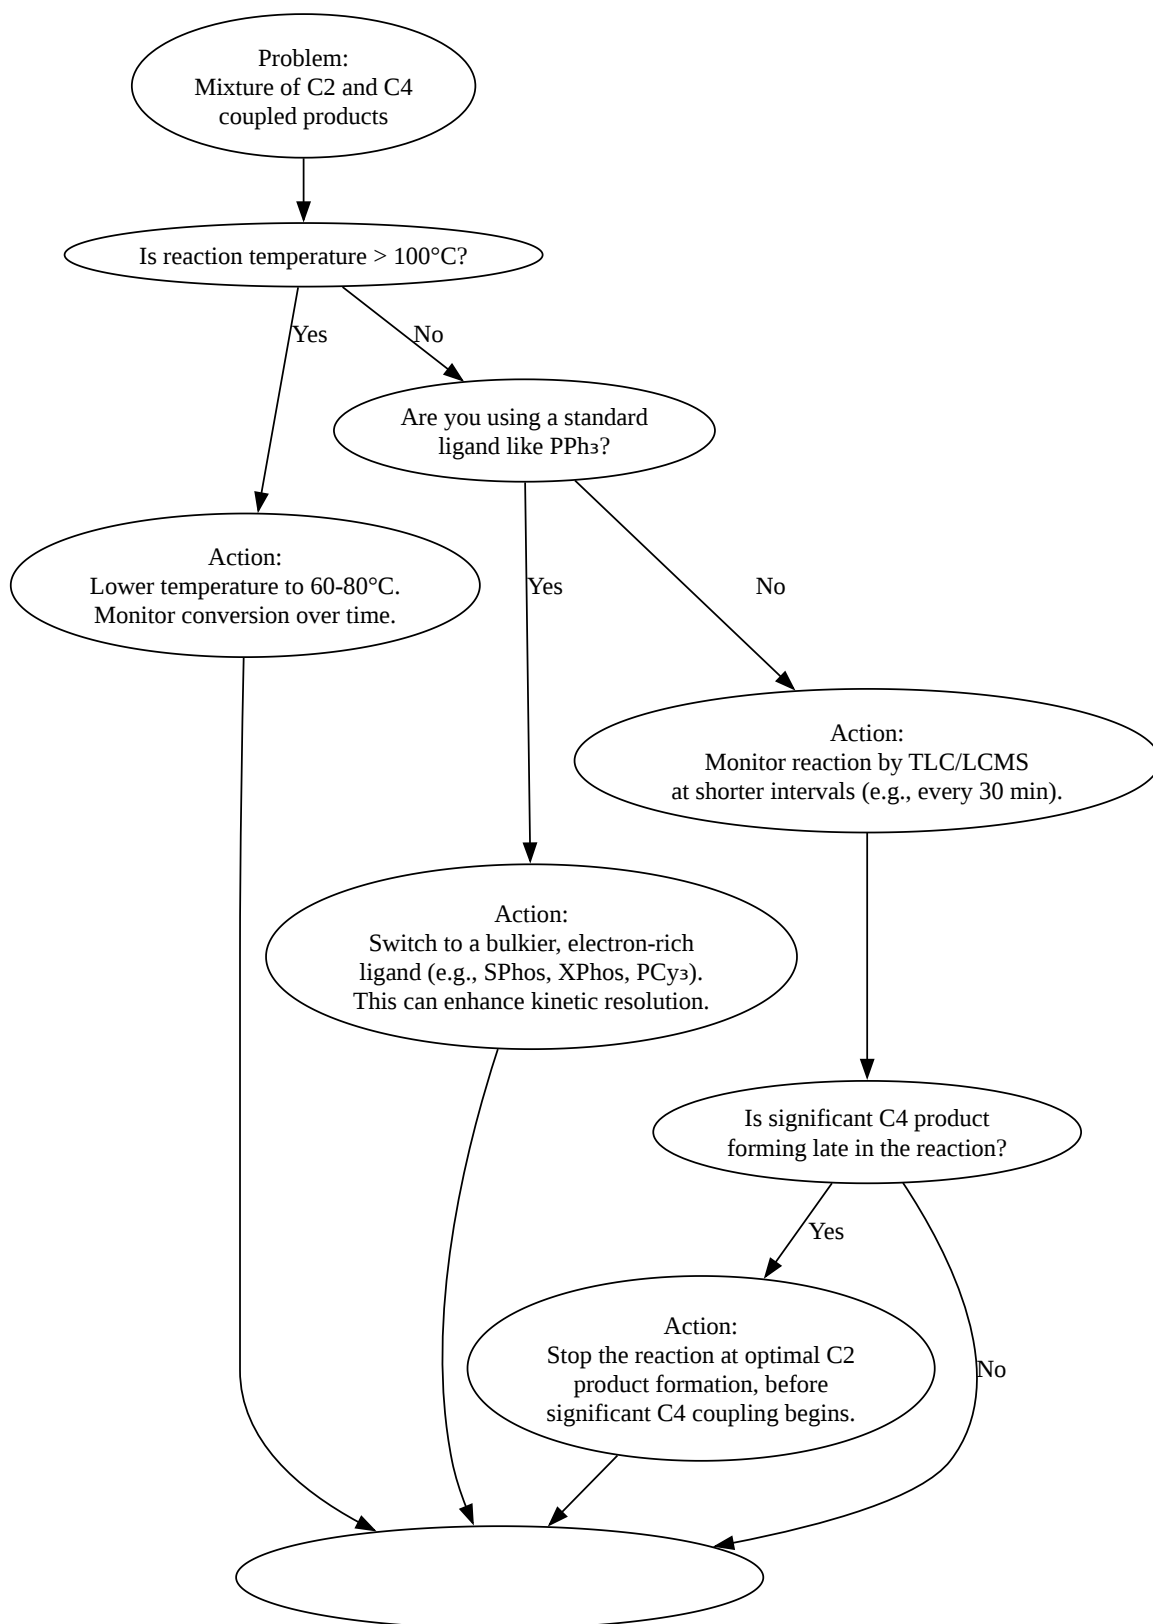 Problem:
Mixture of C2 and C4
coupled products
Is reaction temperature > 100°C?
Yes
No
Are you using a standard
ligand like PPh₃?
Action:
Lower temperature to 60-80°C.
Monitor conversion over time.
Yes
No
Action:
Monitor reaction by TLC/LCMS
at shorter intervals (e.g., every 30 min).
Action:
Switch to a bulkier, electron-rich
ligand (e.g., SPhos, XPhos, PCy₃).
This can enhance kinetic resolution.
Is significant C4 product
forming late in the reaction?
Yes
Action:
Stop the reaction at optimal C2
product formation, before
significant C4 coupling begins.
No